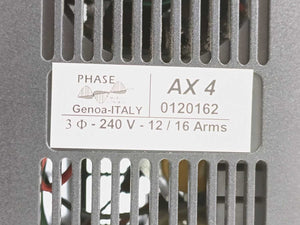 PHASE
AX 4
Genoa-ITALY
0120162
3 Φ - 240 V - 12 / 16 Arms